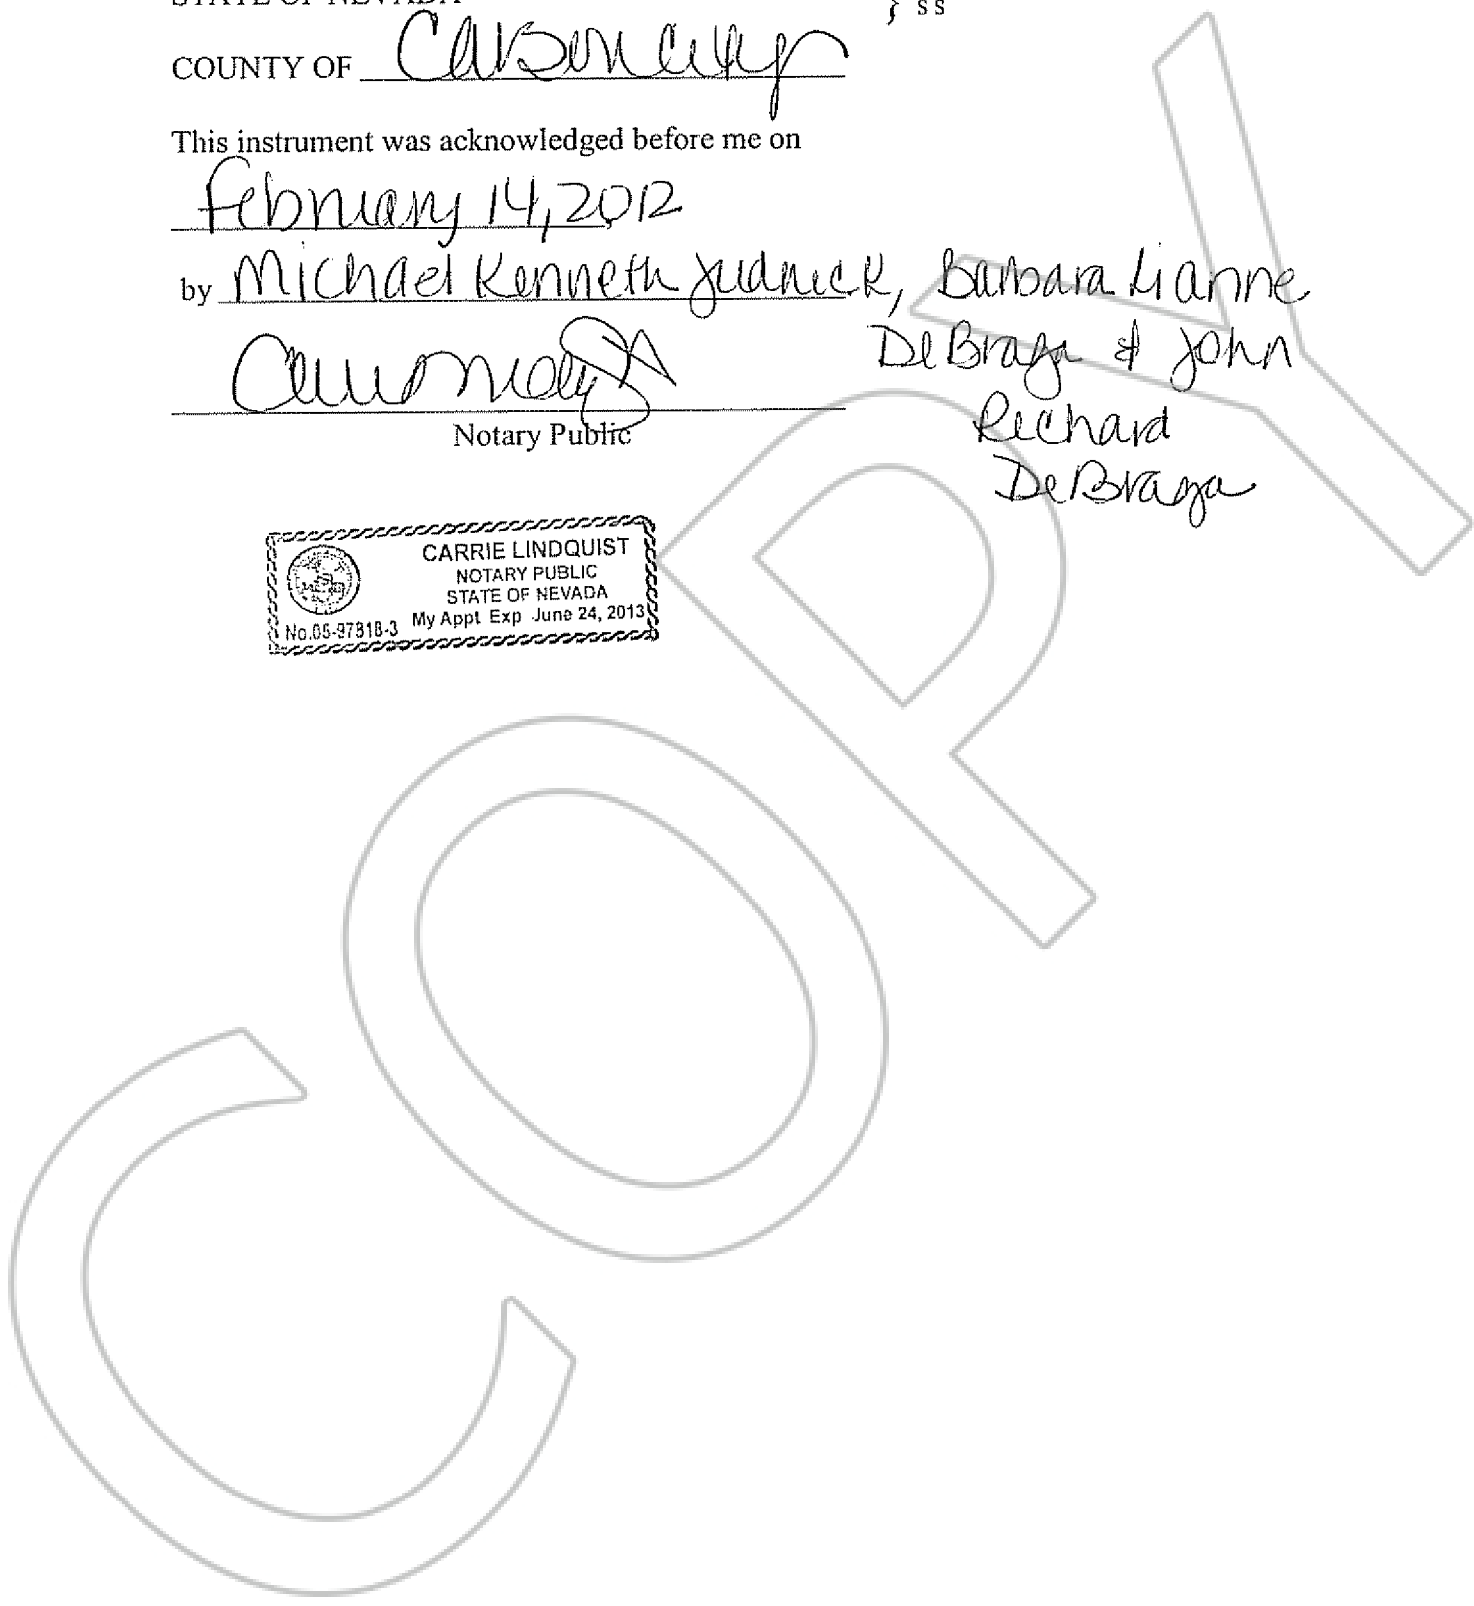 STATE OF NEVADA
} ss
COUNTY OF Carson City
This instrument was acknowledged before me on
February 14, 2012
by Michael Kenneth Judnick, Barbara Lianne
DeBraga & John
Richard
DeBraga
Notary Public
CARRIE LINDQUIST
NOTARY PUBLIC
STATE OF NEVADA
My Appt Exp June 24, 2013
No.05-97318-3
COPY